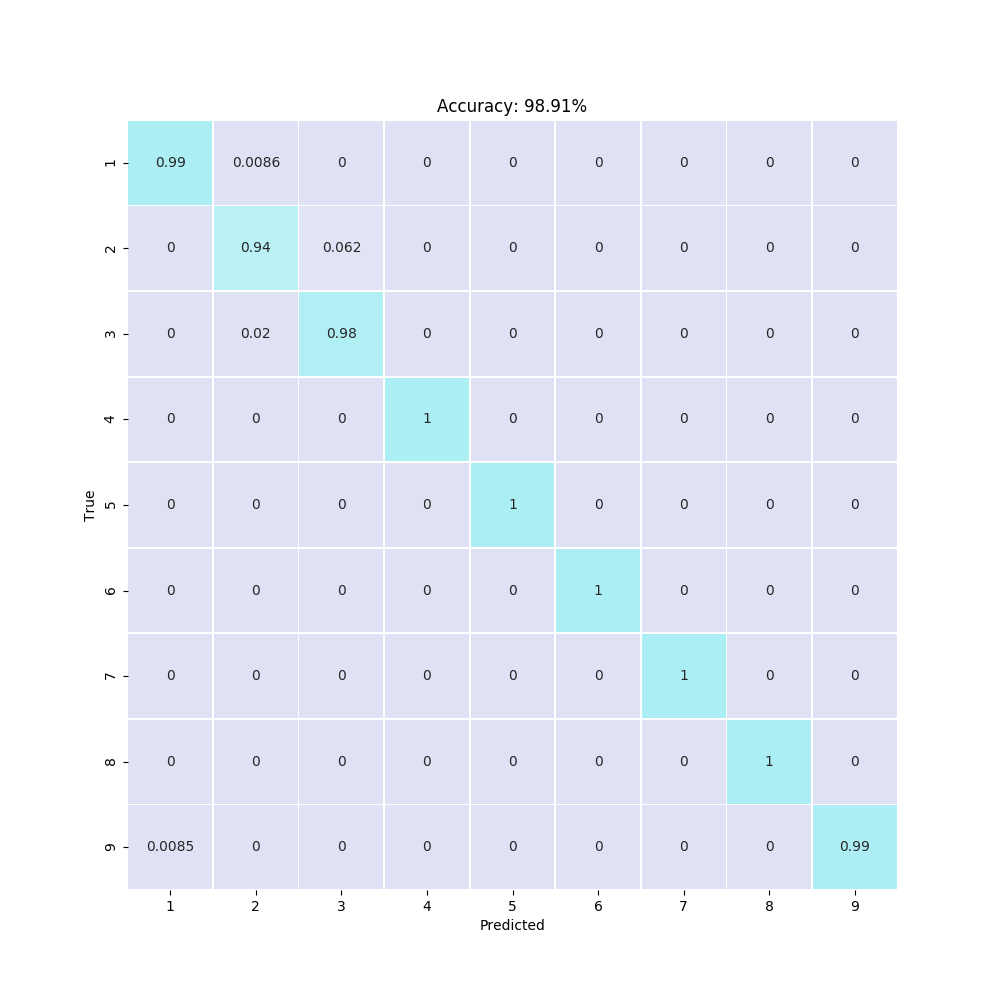 Accuracy: 98.91%
1 0.99 0.0086 0 0 0 0 0 0 0
2 0 0.94 0.062 0 0 0 0 0 0
3 0 0.02 0.98 0 0 0 0 0 0
4 0 0 0 1 0 0 0 0 0
True
5 0 0 0 0 1 0 0 0 0
6 0 0 0 0 0 1 0 0 0
7 0 0 0 0 0 0 1 0 0
8 0 0 0 0 0 0 0 1 0
9 0.0085 0 0 0 0 0 0 0 0.99
1 2 3 4 5 6 7 8 9
Predicted